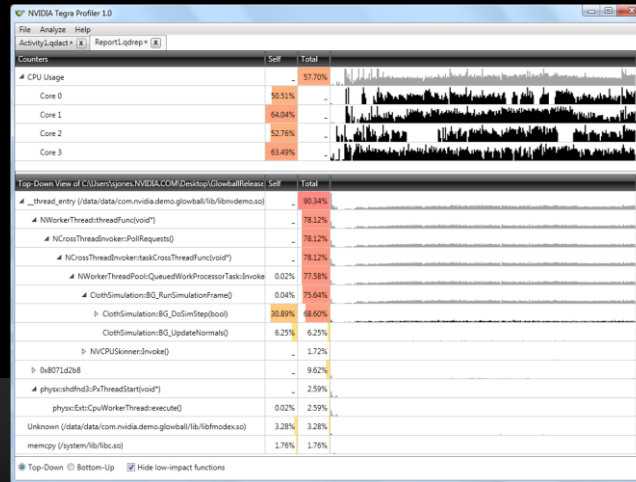 NVIDIA Tegra Profiler 1.0
File Analyze Help
Activity1.qdact* Report1.qdrep*
Counters Self Total
CPU Usage - 57.70%
Core 0 50.51% -
Core 1 64.04% -
Core 2 52.76% -
Core 3 63.49% -
Top-Down View of C:\Users\sjones.NVIDIA.COM\Desktop\GlowballRelease Self Total
__thread_entry (/data/data/com.nvidia.demo.glowball/lib/libnvdemo.so) - 90.34%
NWorkerThread::threadFunc(void*) - 78.12%
NCrossThreadInvoker::PollRequests() - 78.12%
NCrossThreadInvoker::taskCrossThreadFunc(void*) - 78.12%
NWorkerThreadPool::QueuedWorkProcessorTask::Invoke 0.02% 77.58%
ClothSimulation::BG_RunSimulationFrame() 0.04% 75.64%
ClothSimulation::BG_DoSimStep(bool) 30.89% 68.60%
ClothSimulation::BG_UpdateNormals() 6.25% 6.25%
NVCPUSkinner::Invoke() - 1.72%
0x8071d2b8 - 9.62%
physx::shdfnd3::PxThreadStart(void*) - 2.59%
physx::Ext::CpuWorkerThread::execute() 0.02% 2.59%
Unknown (/data/data/com.nvidia.demo.glowball/lib/libfmodex.so) 3.28% 3.28%
memcpy (/system/lib/libc.so) 1.76% 1.76%
Top-Down Bottom-Up Hide low-impact functions